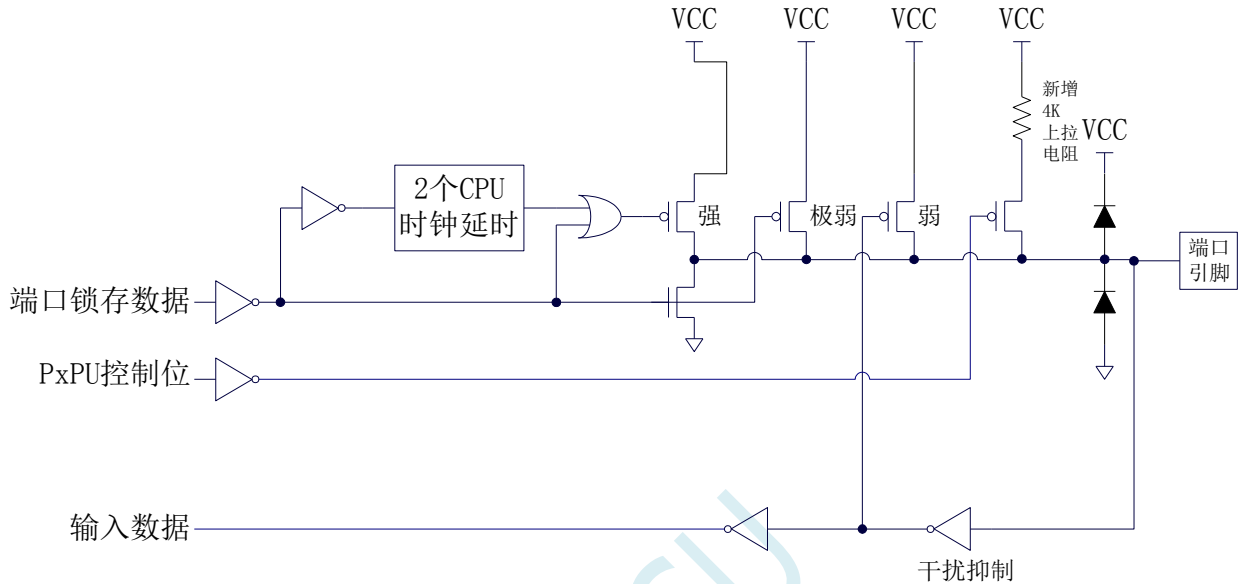 VCC
VCC
VCC
VCC
新增
4K
上拉
电阻
VCC
2个CPU
时钟延时
强
极弱
弱
端口
引脚
端口锁存数据
PxPU控制位
输入数据
干扰抑制
CU